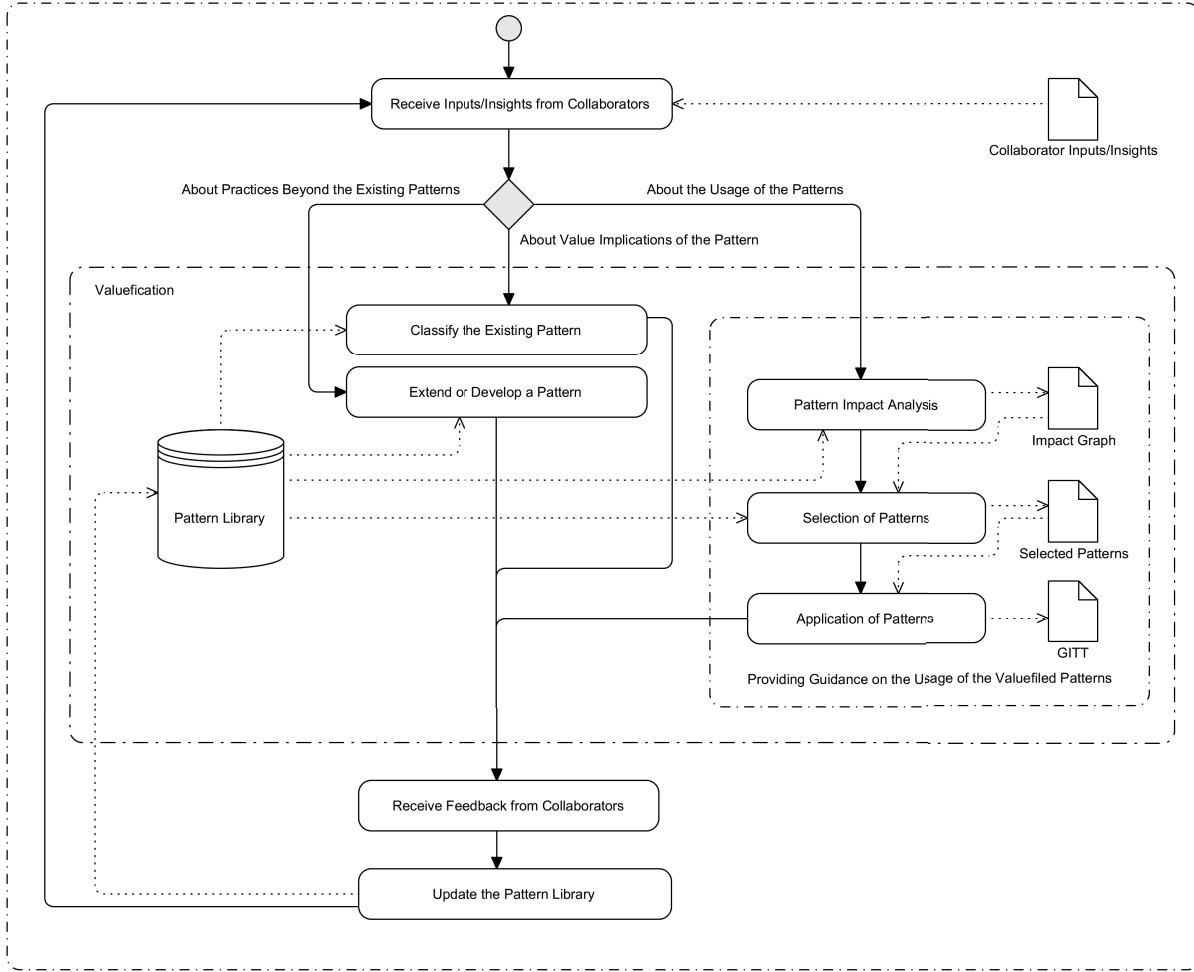 Receive Inputs/Insights from Collaborators
Collaborator Inputs/Insights
About Practices Beyond the Existing Patterns
About the Usage of the Patterns
About Value Implications of the Pattern
Valuefication
Classify the Existing Pattern
Extend or Develop a Pattern
Pattern Impact Analysis
Impact Graph
Pattern Library
Selection of Patterns
Selected Patterns
Application of Patterns
GITT
Providing Guidance on the Usage of the Valuefiled Patterns
Receive Feedback from Collaborators
Update the Pattern Library